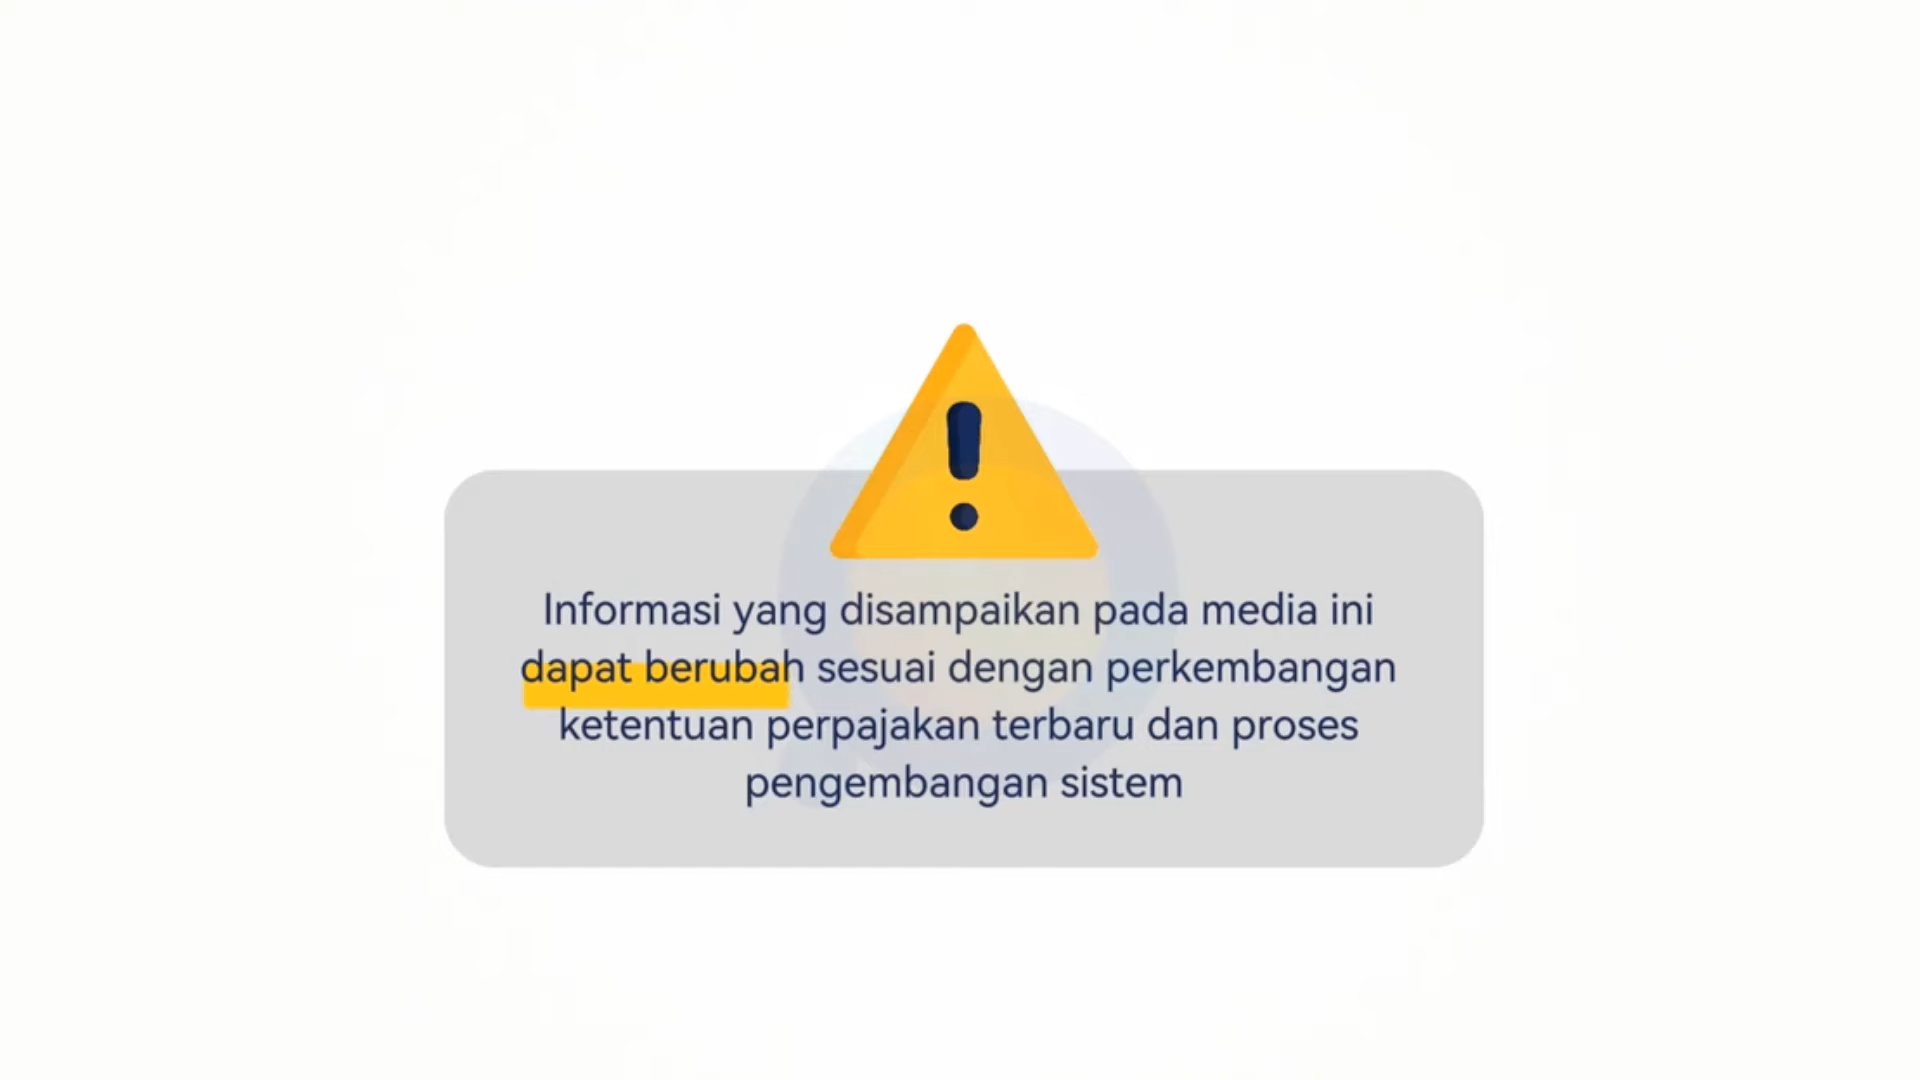 Informasi yang disampaikan pada media ini
dapat berubah sesuai dengan perkembangan
ketentuan perpajakan terbaru dan proses
pengembangan sistem